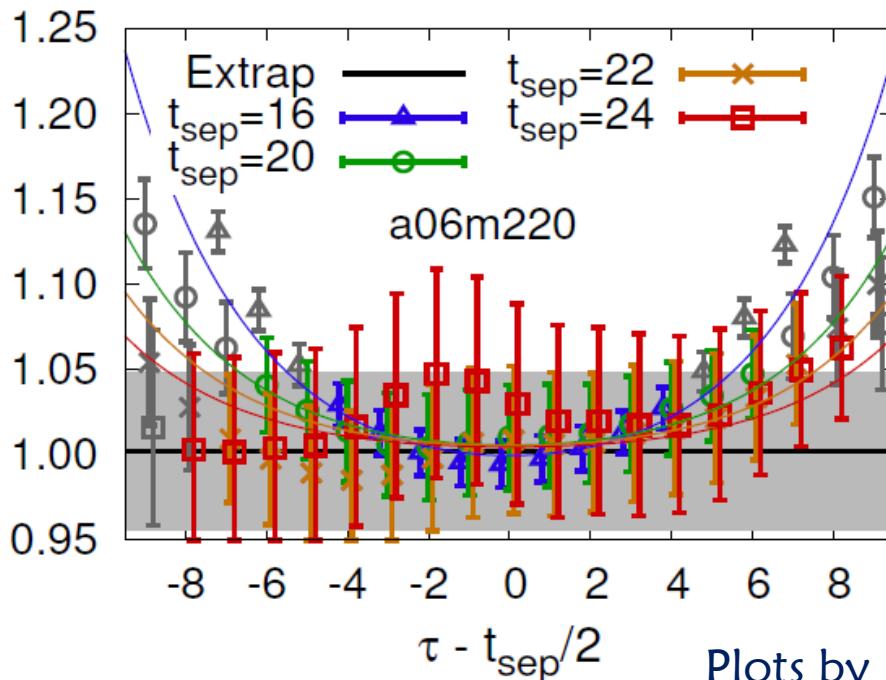 1.25
1.20
1.15
1.10
1.05
1.00
0.95
Extrap
t_sep=16
t_sep=20
t_sep=22
t_sep=24
a06m220
-8 -6 -4 -2 0 2 4 6 8
τ - t_sep/2
Plots by